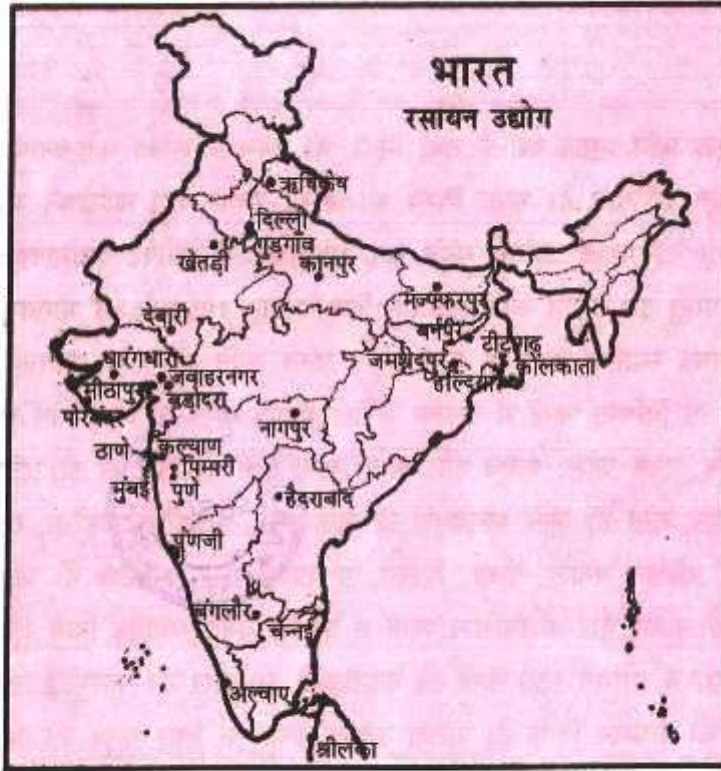 भारत
रसायन उद्योग
ऋषिकेष
दिल्ली
गुड़गांव
खेतड़ी
कानपुर
मुजफ्फरपुर
देबारी
बर्नपुर
टीटागढ़
धारंगधारा
जमशेदपुर
कोलकाता
जवाहरनगर
हल्दिया
मीठापुर
बड़ोदरा
पोरबंदर
नागपुर
ठाणे
कल्याण
पिम्परी
मुंबई
पुणे
हैदराबाद
पणजी
बंगलौर
चेन्नई
अल्वाए
श्रीलंका